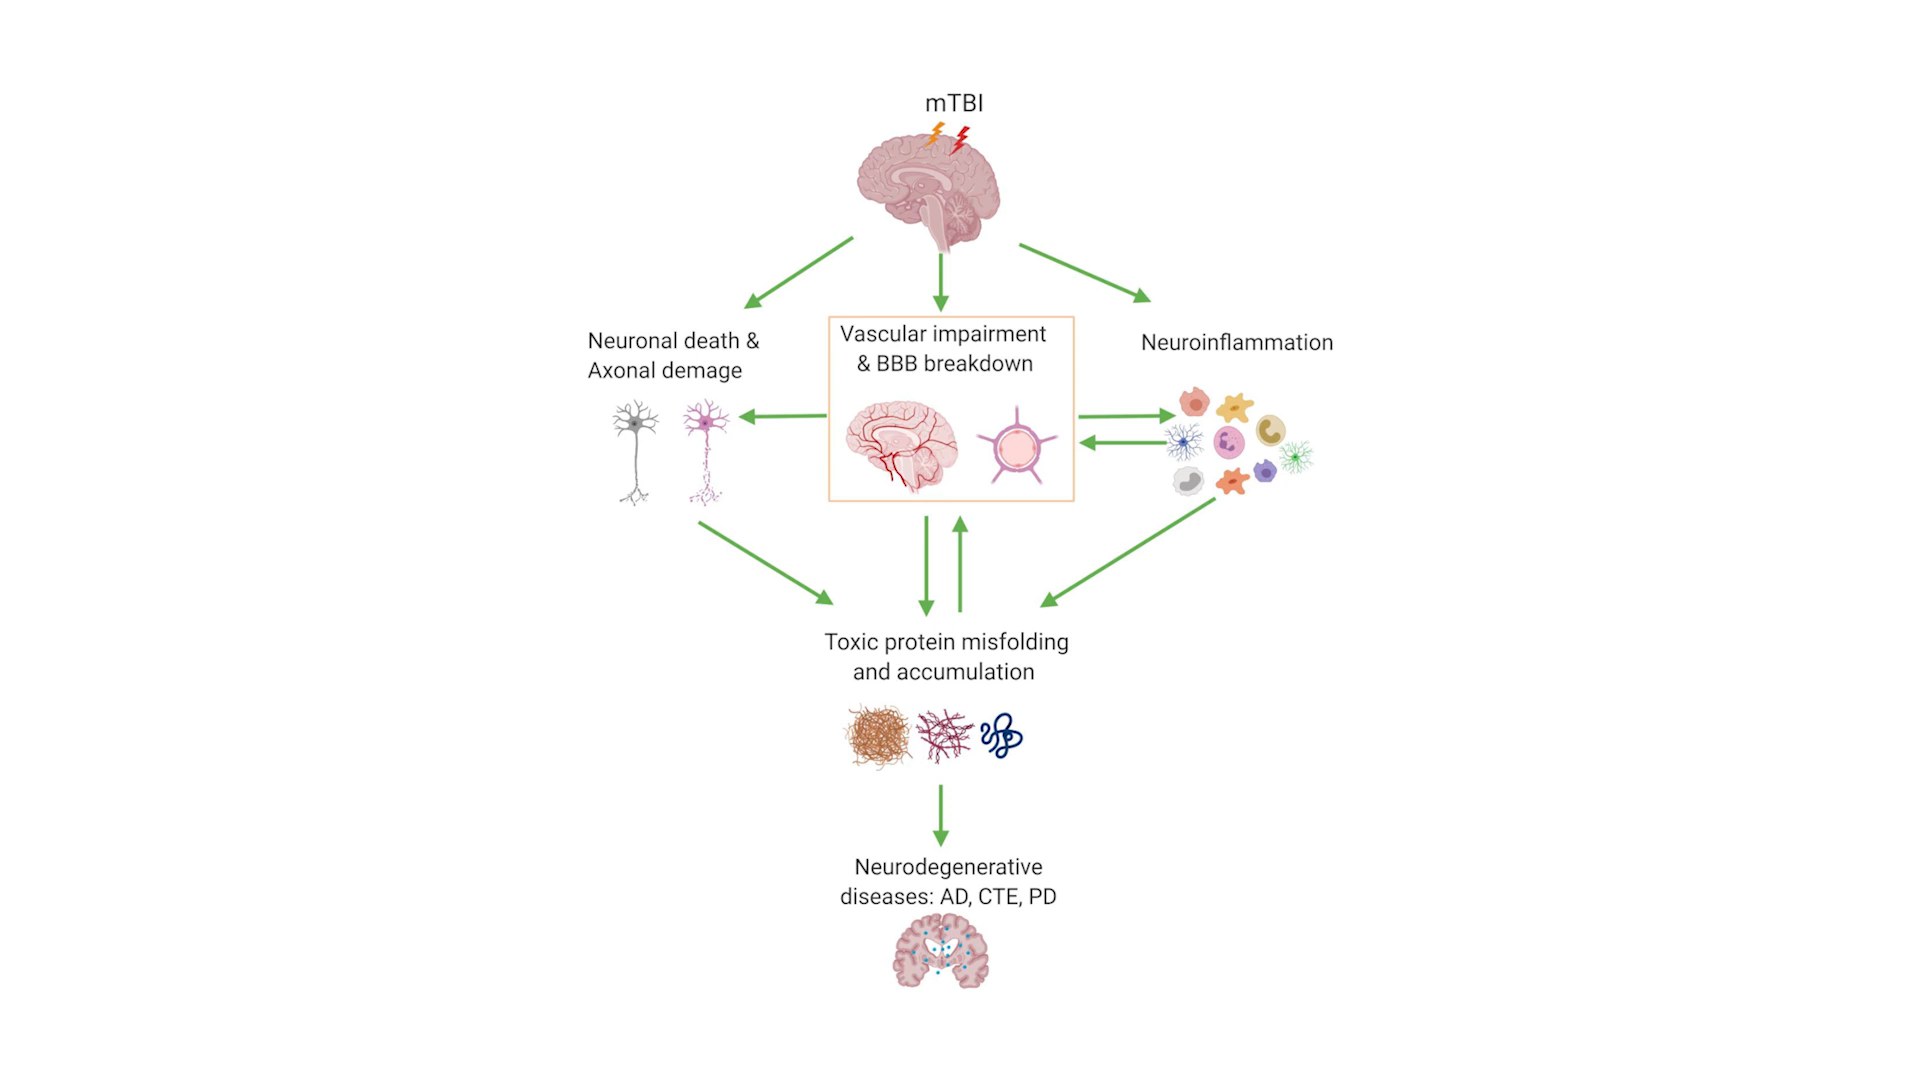 mTBI
Neuronal death &
Axonal demage
Vascular impairment
& BBB breakdown
Neuroinflammation
Toxic protein misfolding
and accumulation
Neurodegenerative
diseases: AD, CTE, PD